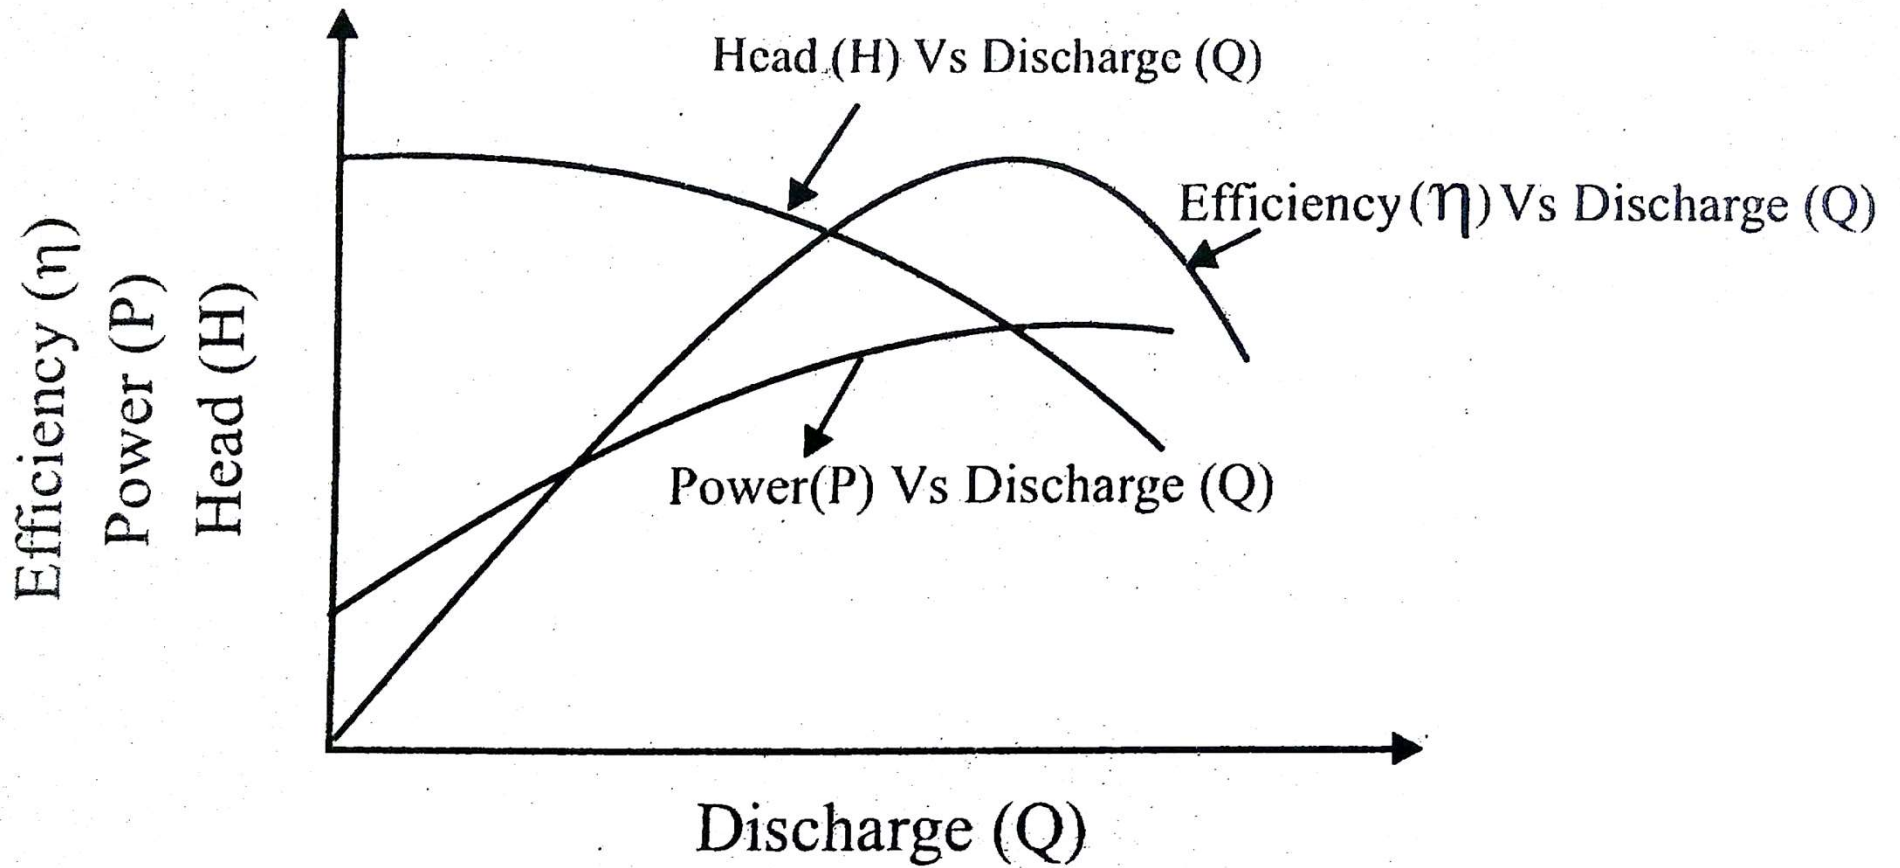 Head (H) Vs Discharge (Q)
Efficiency (η) Vs Discharge (Q)
Efficiency (η)
Power (P)
Head (H)
Power(P) Vs Discharge (Q)
Discharge (Q)